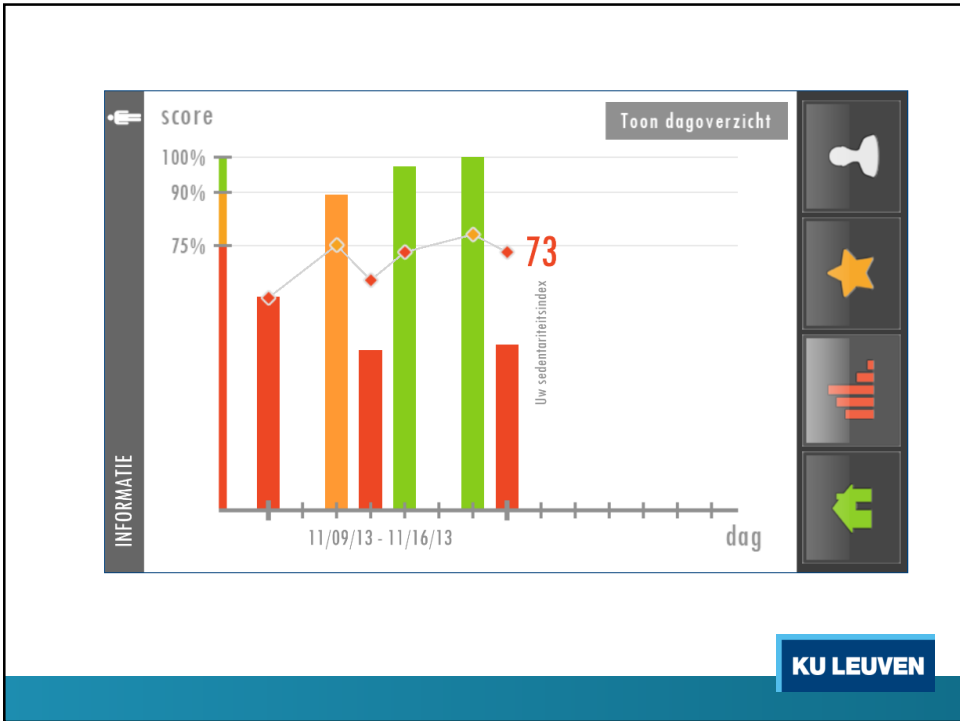 score
Toon dagoverzicht
100%
90%
75%
73
Uw sedentariteitsindex
INFORMATIE
11/09/13 - 11/16/13
dag
KU LEUVEN